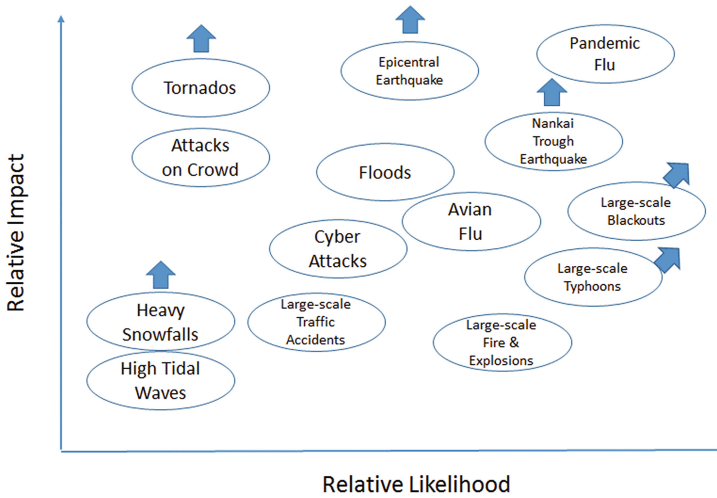 Pandemic
Flu
Epicentral
Earthquake
Tornados
Nankai
Trough
Earthquake
Attacks
on Crowd
Floods
Large-scale
Blackouts
Avian
Flu
Cyber
Attacks
Large-scale
Typhoons
Heavy
Snowfalls
Large-scale
Traffic
Accidents
Large-scale
Fire &
Explosions
High Tidal
Waves
Relative Impact
Relative Likelihood